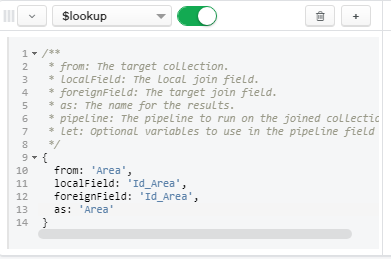 $lookup
1 /**
2  * from: The target collection.
3  * localField: The local join field.
4  * foreignField: The target join field.
5  * as: The name for the results.
6  * pipeline: The pipeline to run on the joined collectio
7  * let: Optional variables to use in the pipeline field
8  */
9 {
10   from: 'Area',
11   localField: 'Id_Area',
12   foreignField: 'Id_Area',
13   as: 'Area'
14 }